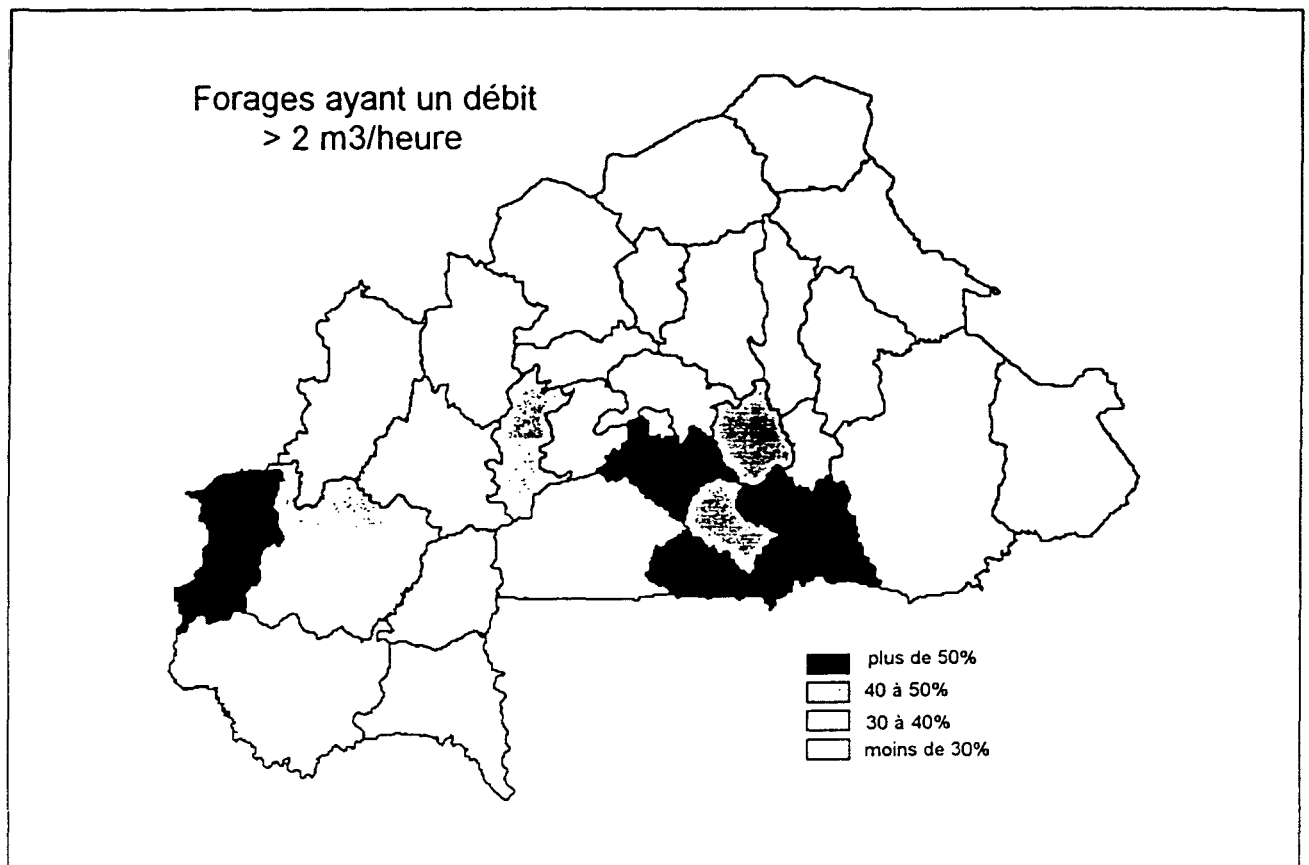 Forages ayant un débit
> 2 m3/heure
plus de 50%
40 à 50%
30 à 40%
moins de 30%